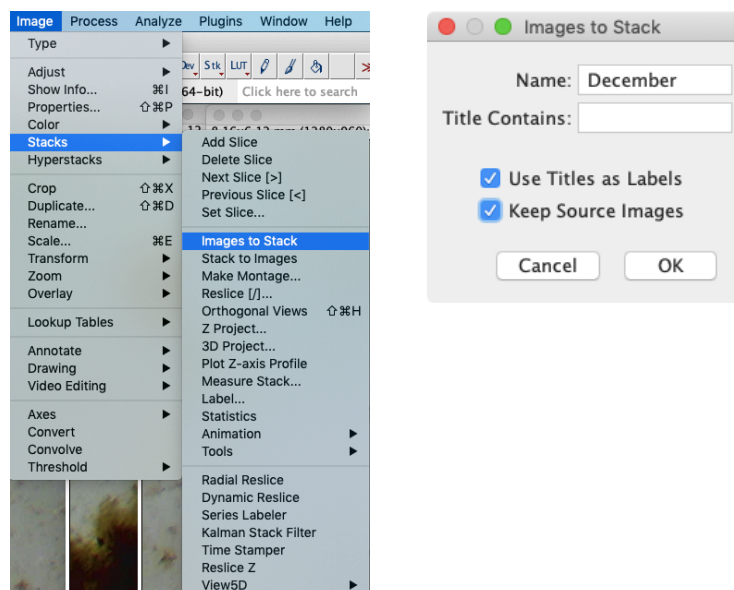 Image Process Analyze Plugins Window Help
Type
Adjust
Show Info... ⌘I
Properties... ⇧⌘P
Color
Stacks
Hyperstacks
Crop ⇧⌘X
Duplicate... ⇧⌘D
Rename...
Scale... ⌘E
Transform
Zoom
Overlay
Lookup Tables
Annotate
Drawing
Video Editing
Axes
Convert
Convolve
Threshold
Dev Stk LUT
64-bit) Click here to search
Add Slice
Delete Slice
Next Slice [>]
Previous Slice [<]
Set Slice...
Images to Stack
Stack to Images
Make Montage...
Reslice [/]...
Orthogonal Views ⇧⌘H
Z Project...
3D Project...
Plot Z-axis Profile
Measure Stack...
Label...
Statistics
Animation
Tools
Radial Reslice
Dynamic Reslice
Series Labeler
Kalman Stack Filter
Time Stamper
Reslice Z
View5D
Images to Stack
Name: December
Title Contains:
Use Titles as Labels
Keep Source Images
Cancel OK